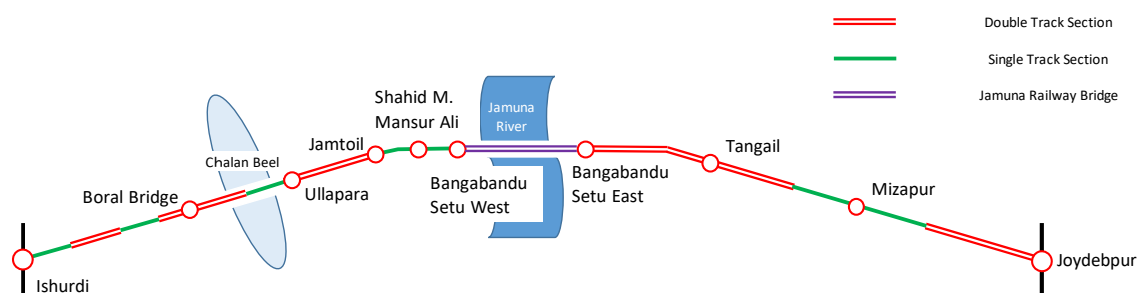 Double Track Section
Single Track Section
Jamuna Railway Bridge
Shahid M.
Mansur Ali
Jamuna
River
Jamtoil
Tangail
Chalan Beel
Bangabandu
Setu West
Bangabandu
Setu East
Boral Bridge
Ullapara
Mizapur
Ishurdi
Joydebpur